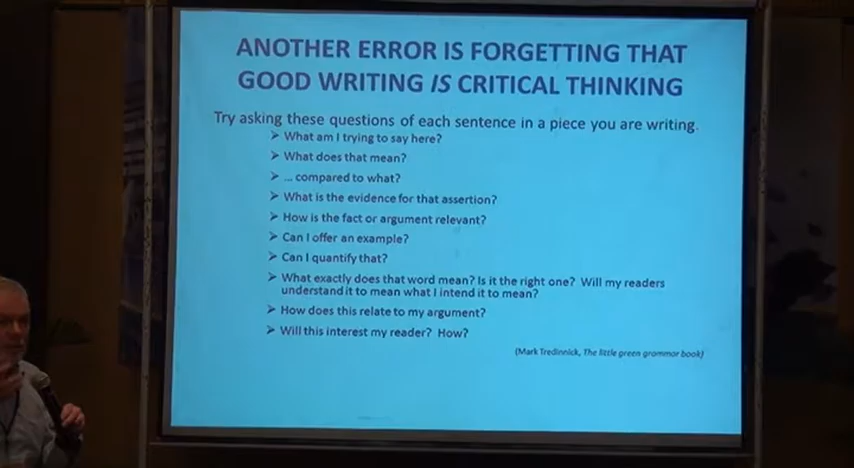 ANOTHER ERROR IS FORGETTING THAT
GOOD WRITING IS CRITICAL THINKING
Try asking these questions of each sentence in a piece you are writing.
➢ What am I trying to say here?
➢ What does that mean?
➢ ... compared to what?
➢ What is the evidence for that assertion?
➢ How is the fact or argument relevant?
➢ Can I offer an example?
➢ Can I quantify that?
➢ What exactly does that word mean? Is it the right one? Will my readers
understand it to mean what I intend it to mean?
➢ How does this relate to my argument?
➢ Will this interest my reader? How?
(Mark Tredinnick, The little green grammar book)